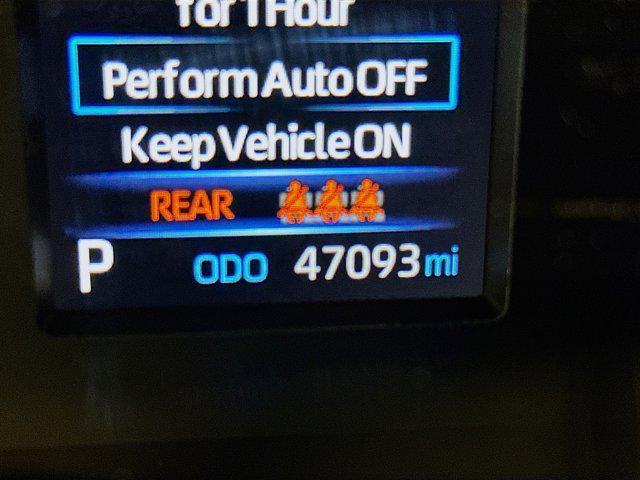 for 1 Hour
Perform Auto OFF
Keep Vehicle ON
REAR
P ODO 47093 mi